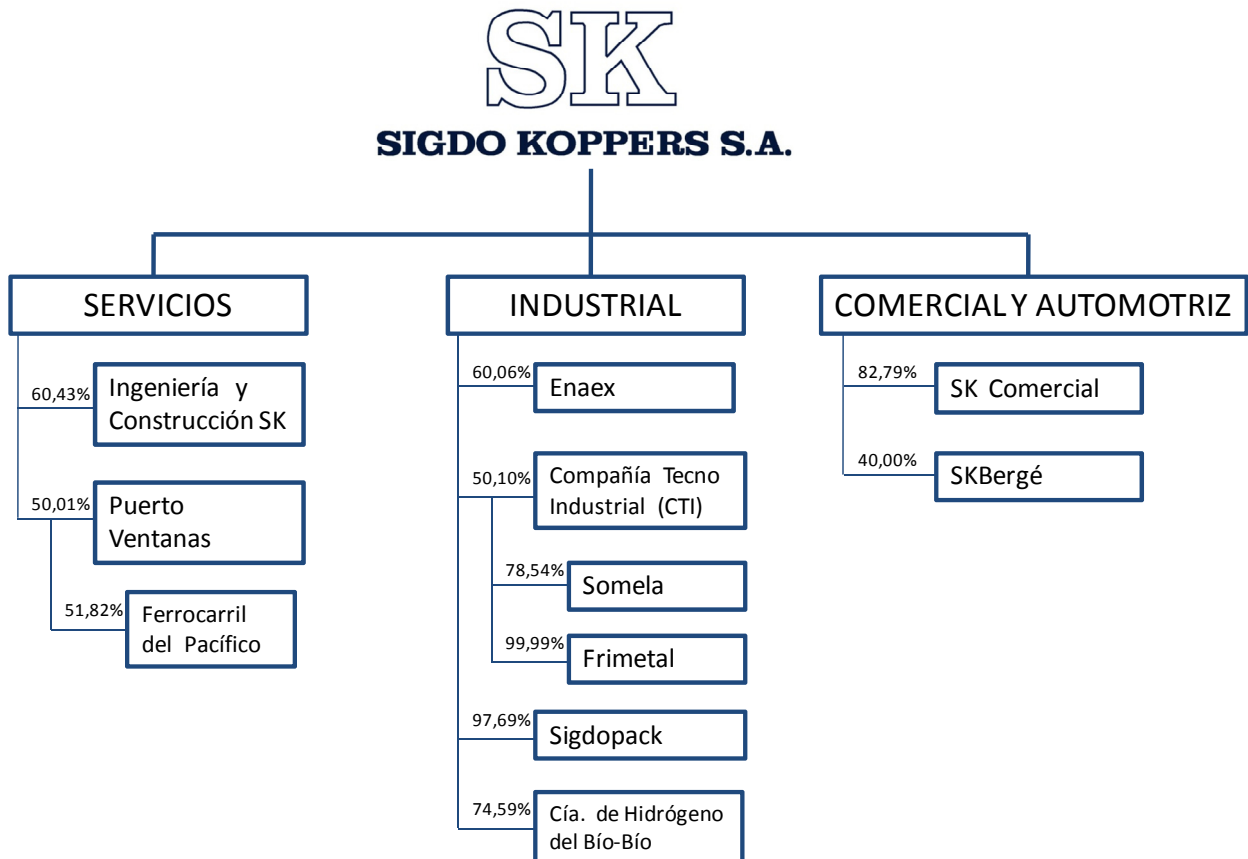 SK
SIGDO KOPPERS S.A.
SERVICIOS
60,43%
Ingeniería y
Construcción SK
50,01%
Puerto
Ventanas
51,82%
Ferrocarril
del Pacífico
INDUSTRIAL
60,06%
Enaex
50,10%
Compañía Tecno
Industrial (CTI)
78,54%
Somela
99,99%
Frimetal
97,69%
Sigdopack
74,59%
Cía. de Hidrógeno
del Bío-Bío
COMERCIAL Y AUTOMOTRIZ
82,79%
SK Comercial
40,00%
SKBergé